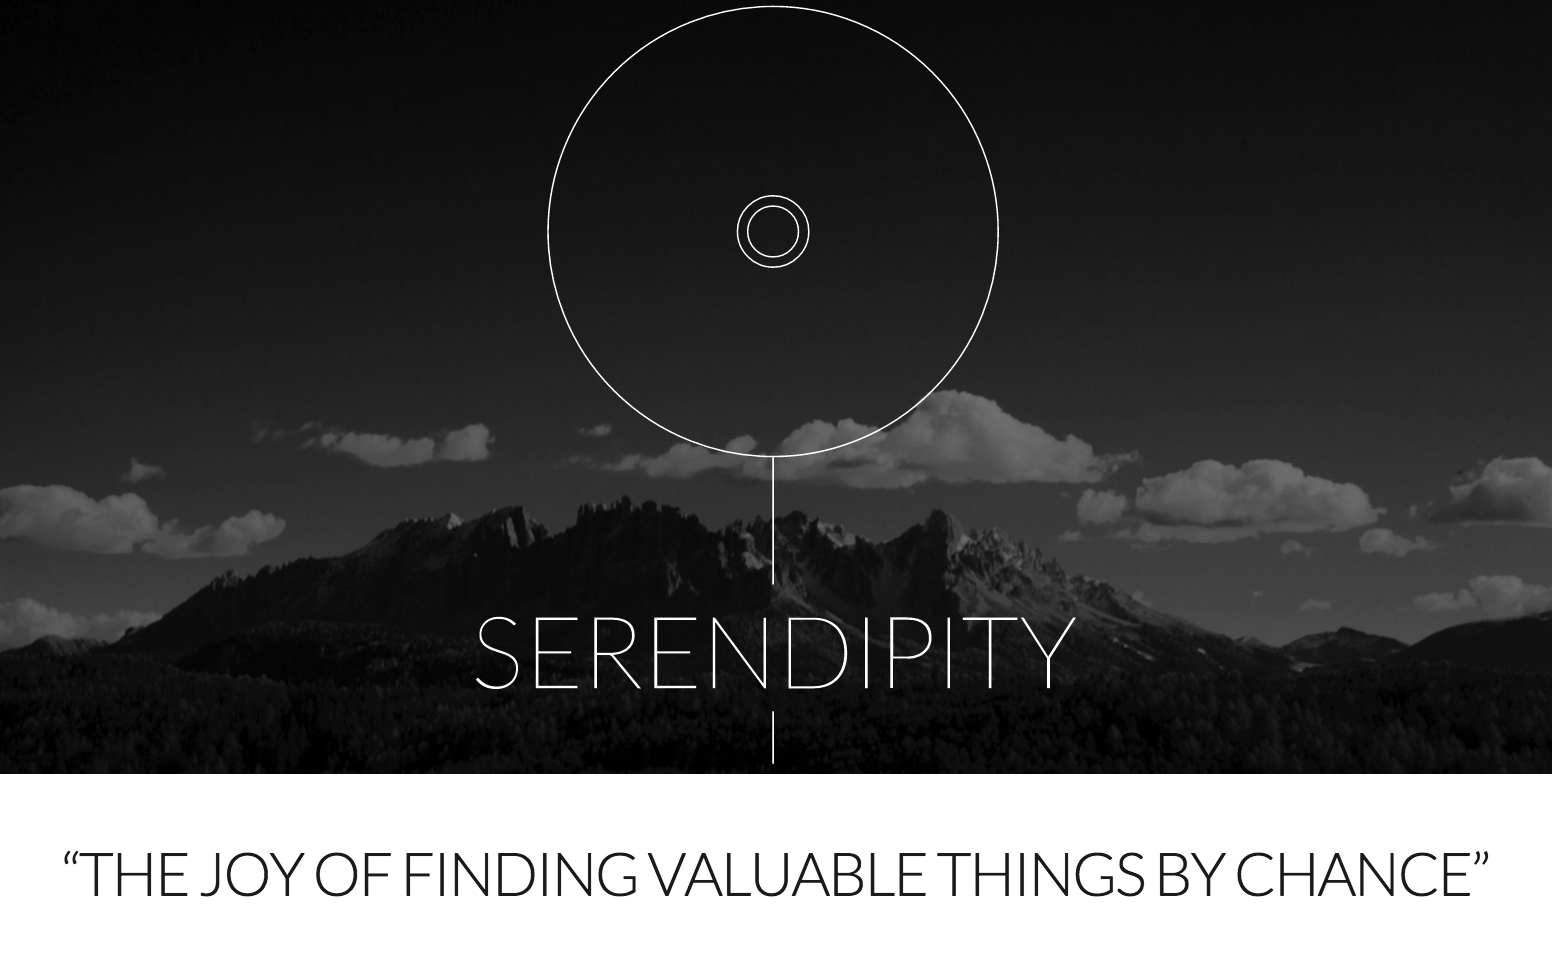 SERENDIPITY
“THE JOY OF FINDING VALUABLE THINGS BY CHANCE”